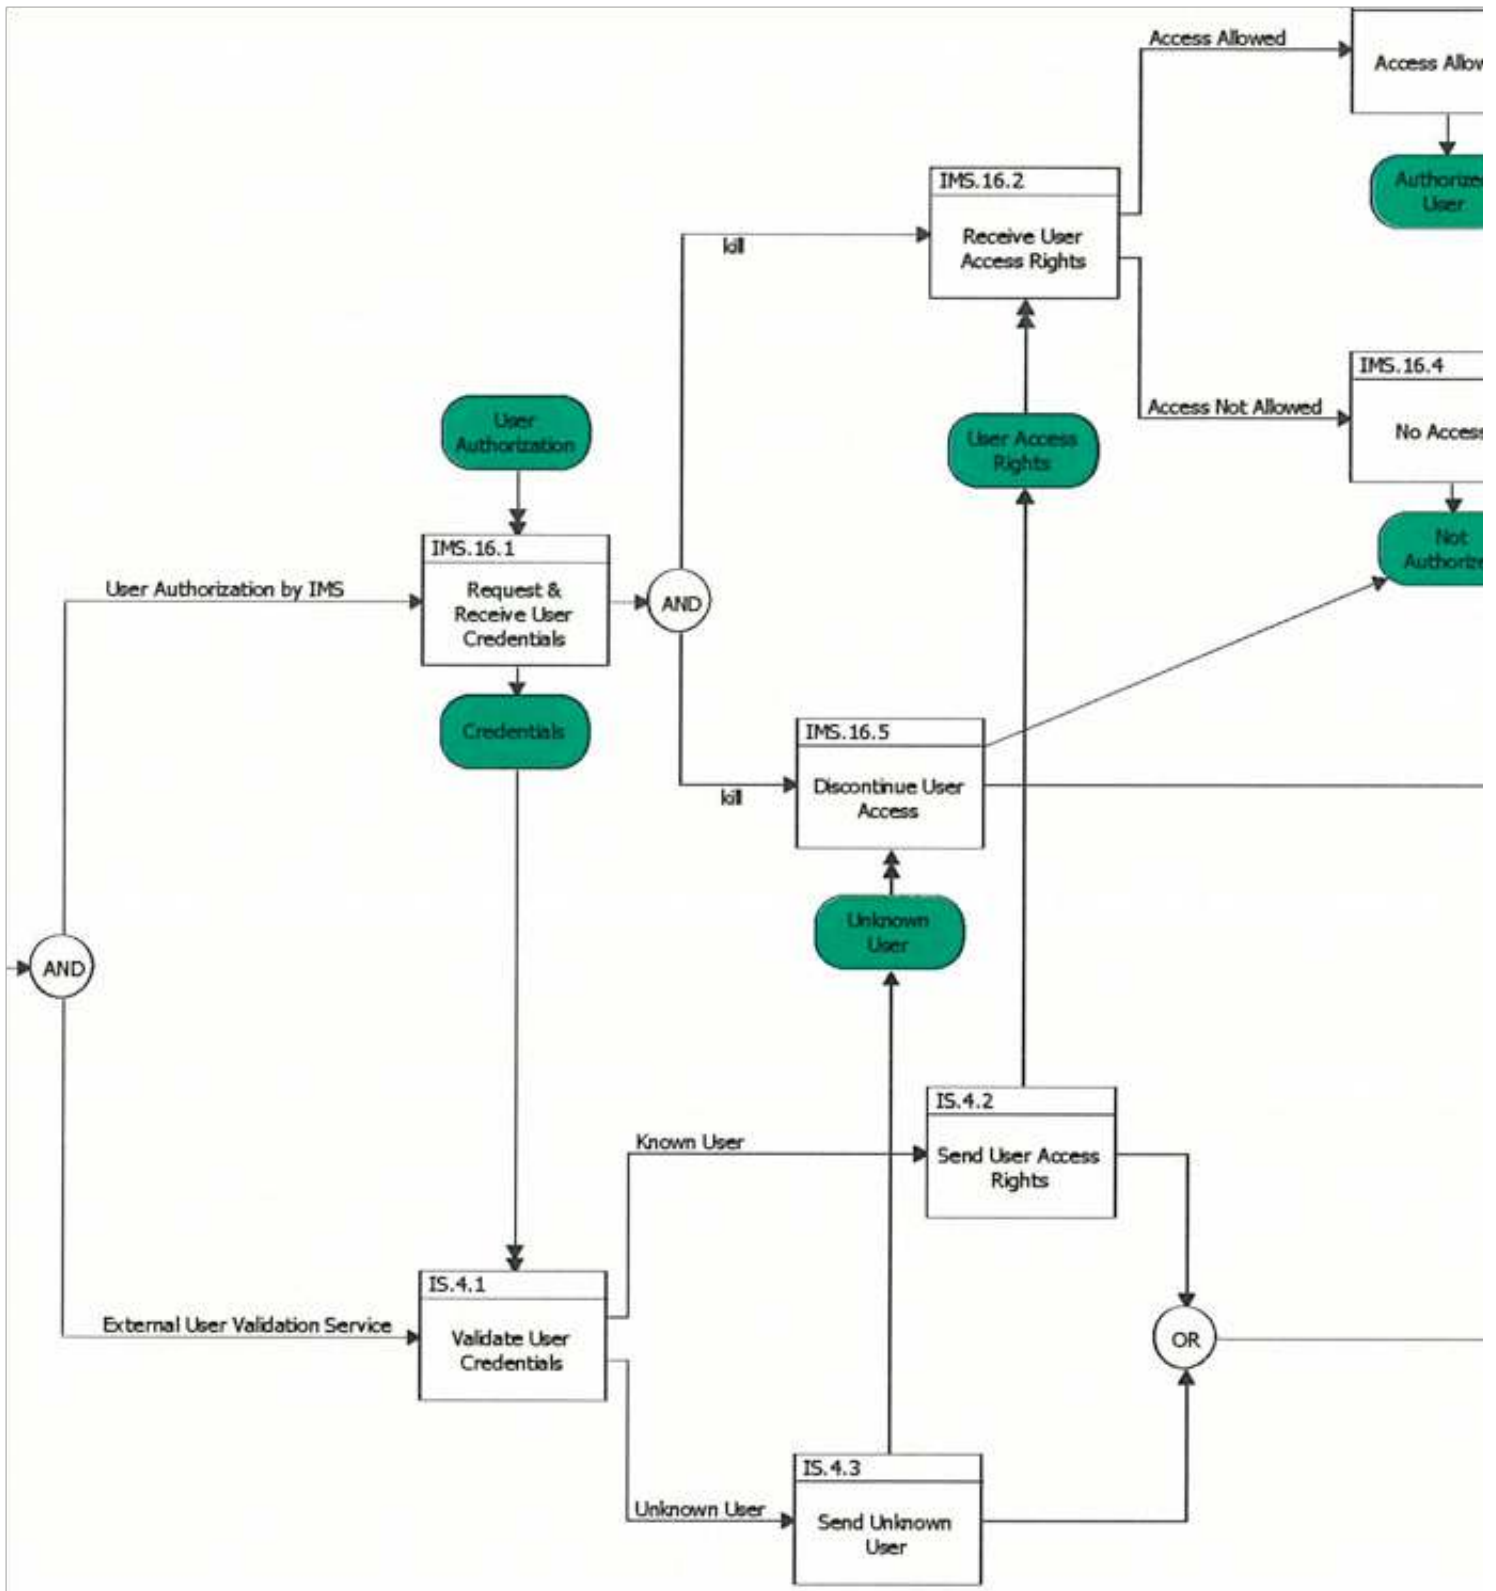 Access Allowed
Access Allow
Authorize
User
IMS.16.2
Receive User
Access Rights
kill
IMS.16.4
Access Not Allowed
No Access
User
Authorization
User Access
Rights
Not
Authorize
IMS.16.1
Request &
Receive User
Credentials
User Authorization by IMS
AND
Credentials
IMS.16.5
Discontinue User
Access
kill
Unknown
User
AND
IS.4.2
Send User Access
Rights
Known User
IS.4.1
Validate User
Credentials
External User Validation Service
OR
IS.4.3
Send Unknown
User
Unknown User